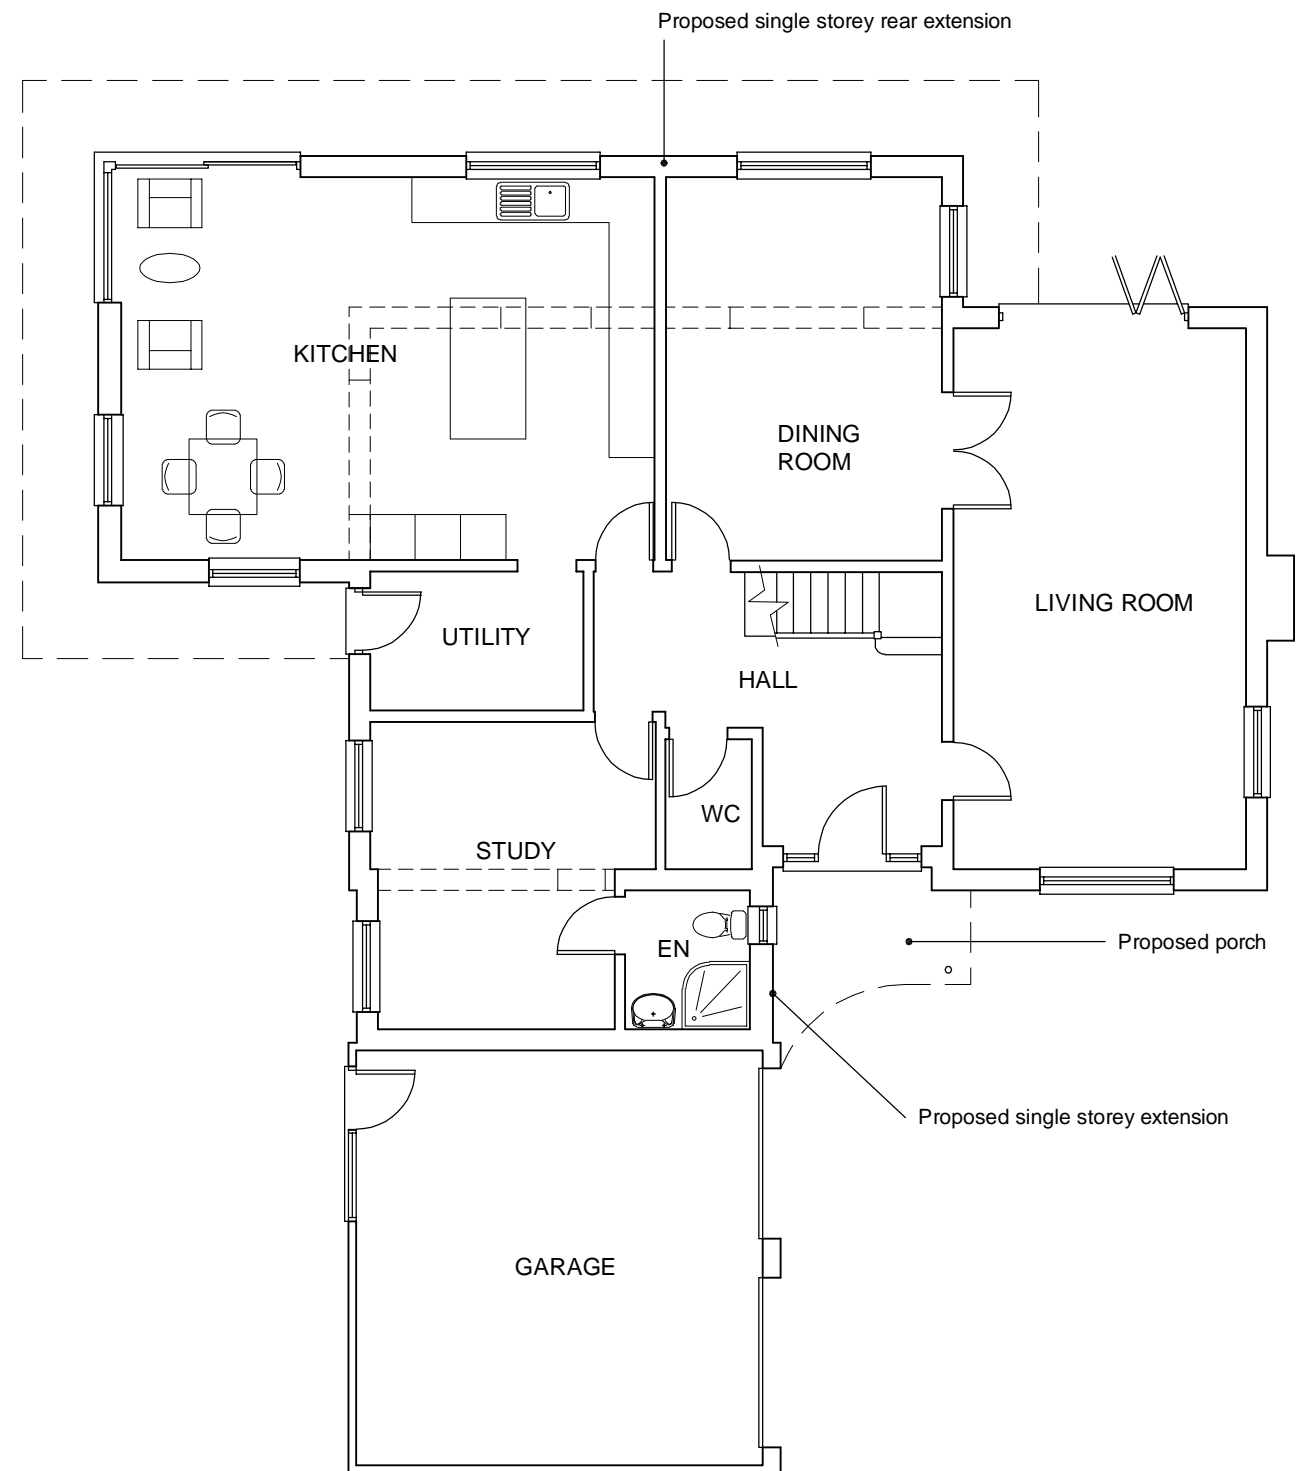 Proposed single storey rear extension
KITCHEN
DINING
ROOM
LIVING ROOM
UTILITY
HALL
WC
STUDY
EN
Proposed porch
Proposed single storey extension
GARAGE